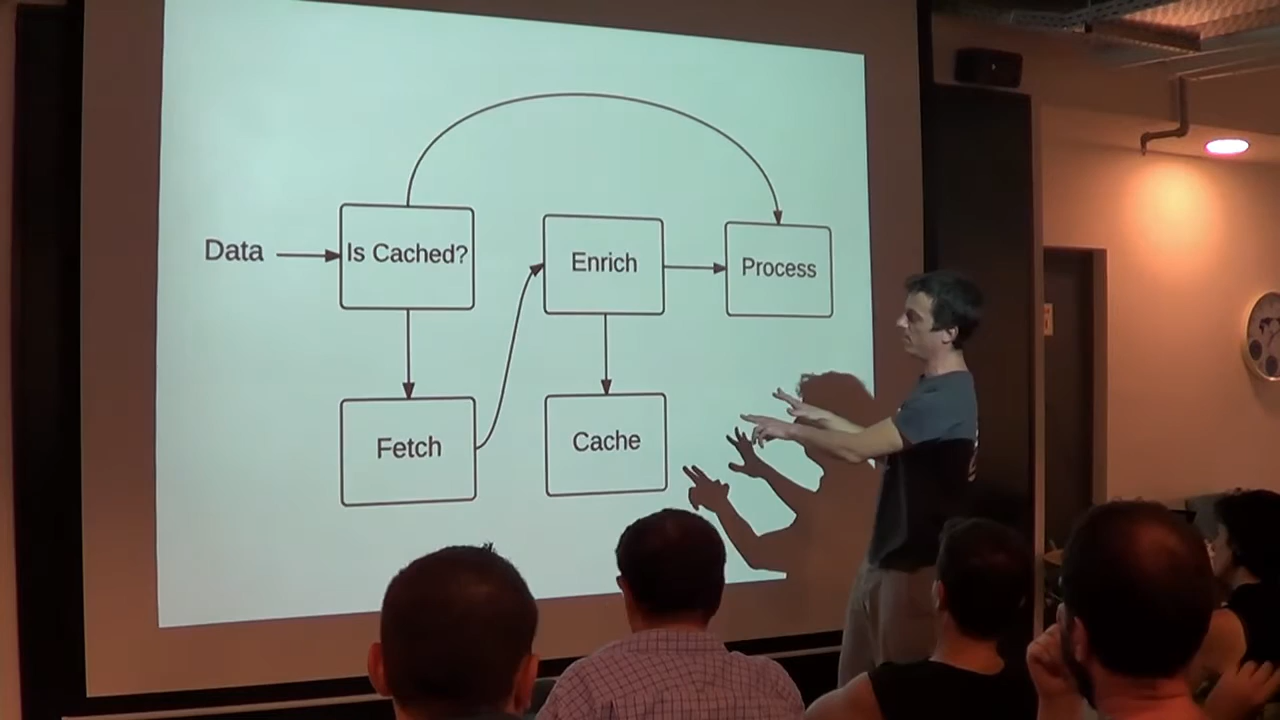 Data
Is Cached?
Enrich
Process
Fetch
Cache